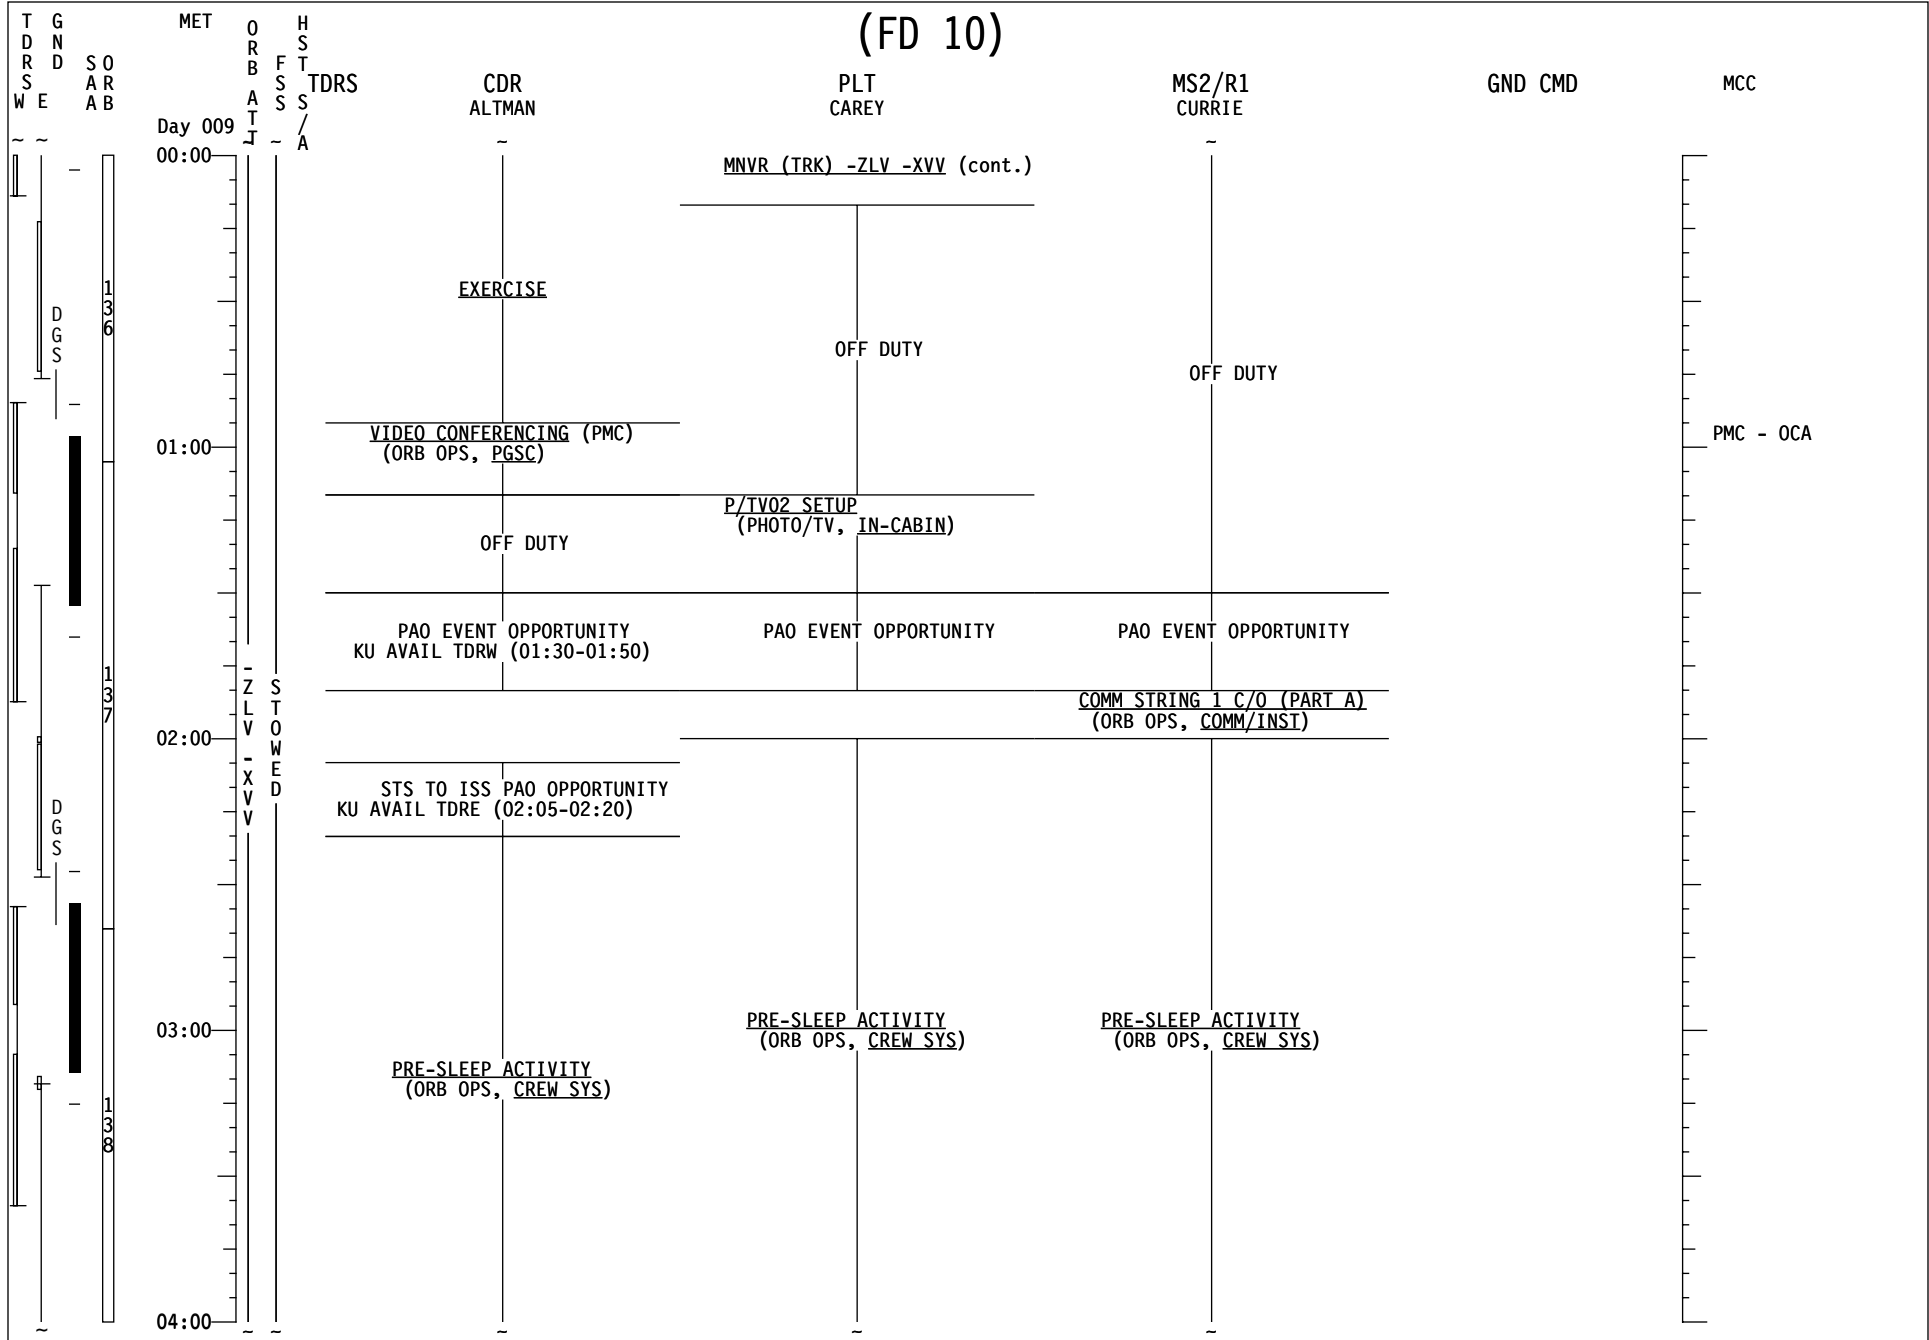 (FD 10)
TDRS
W E
GND
SAA
ORB
MET
ORB ATT
FSS
HST S/A
TDRS
CDR
ALTMAN
PLT
CAREY
MS2/R1
CURRIE
GND CMD
MCC
Day 009
~ ~ ~ ~ ~ ~
00:00
MNVR (TRK) -ZLV -XVV (cont.)
EXERCISE
136
DGS
OFF DUTY
OFF DUTY
01:00
VIDEO CONFERENCING (PMC)
(ORB OPS, PGSC)
PMC - OCA
P/TV02 SETUP
(PHOTO/TV, IN-CABIN)
OFF DUTY
PAO EVENT OPPORTUNITY
KU AVAIL TDRW (01:30-01:50)
PAO EVENT OPPORTUNITY
PAO EVENT OPPORTUNITY
137
-ZLV -XVV
STOWED
COMM STRING 1 C/O (PART A)
(ORB OPS, COMM/INST)
02:00
STS TO ISS PAO OPPORTUNITY
KU AVAIL TDRE (02:05-02:20)
DGS
03:00
PRE-SLEEP ACTIVITY
(ORB OPS, CREW SYS)
PRE-SLEEP ACTIVITY
(ORB OPS, CREW SYS)
PRE-SLEEP ACTIVITY
(ORB OPS, CREW SYS)
138
04:00
~ ~ ~ ~ ~ ~